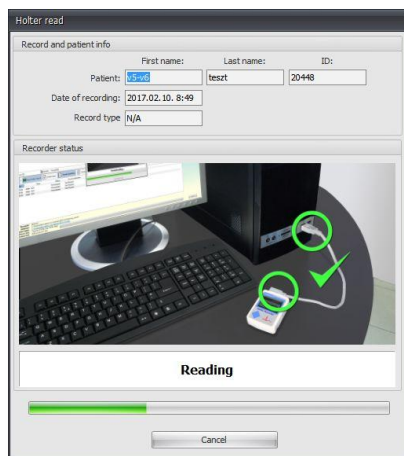 Holter read
Record and patient info
First name: Last name: ID:
Patient: v5-v6 teszt 20448
Date of recording: 2017.02.10. 8:49
Record type N/A
Recorder status
Reading
Cancel